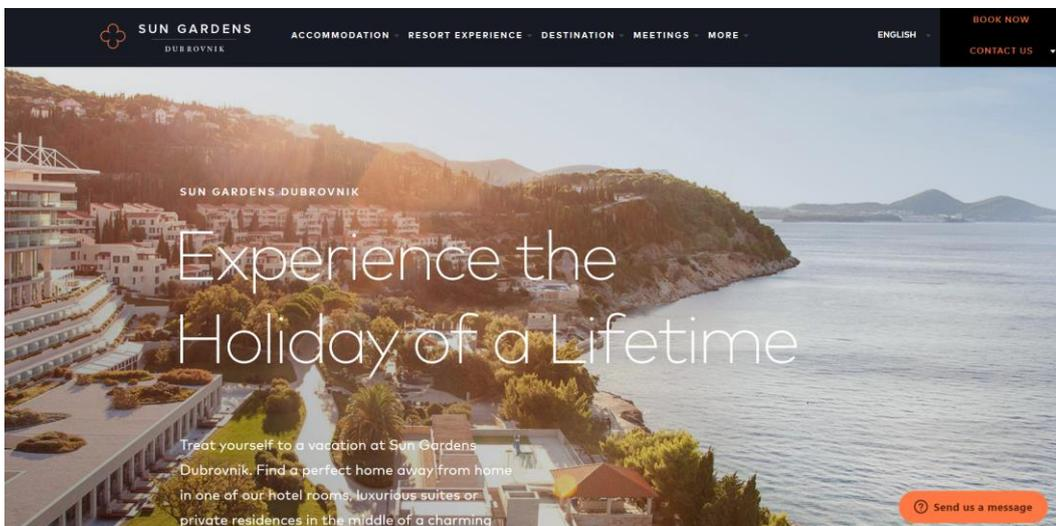 SUN GARDENS
DUBROVNIK
ACCOMMODATION
RESORT EXPERIENCE
DESTINATION
MEETINGS
MORE
ENGLISH
BOOK NOW
CONTACT US
SUN GARDENS DUBROVNIK
Experience the
Holiday of a Lifetime
Treat yourself to a vacation at Sun Gardens
Dubrovnik. Find a perfect home away from home
in one of our hotel rooms, luxurious suites or
private residences in the middle of a charming
Send us a message